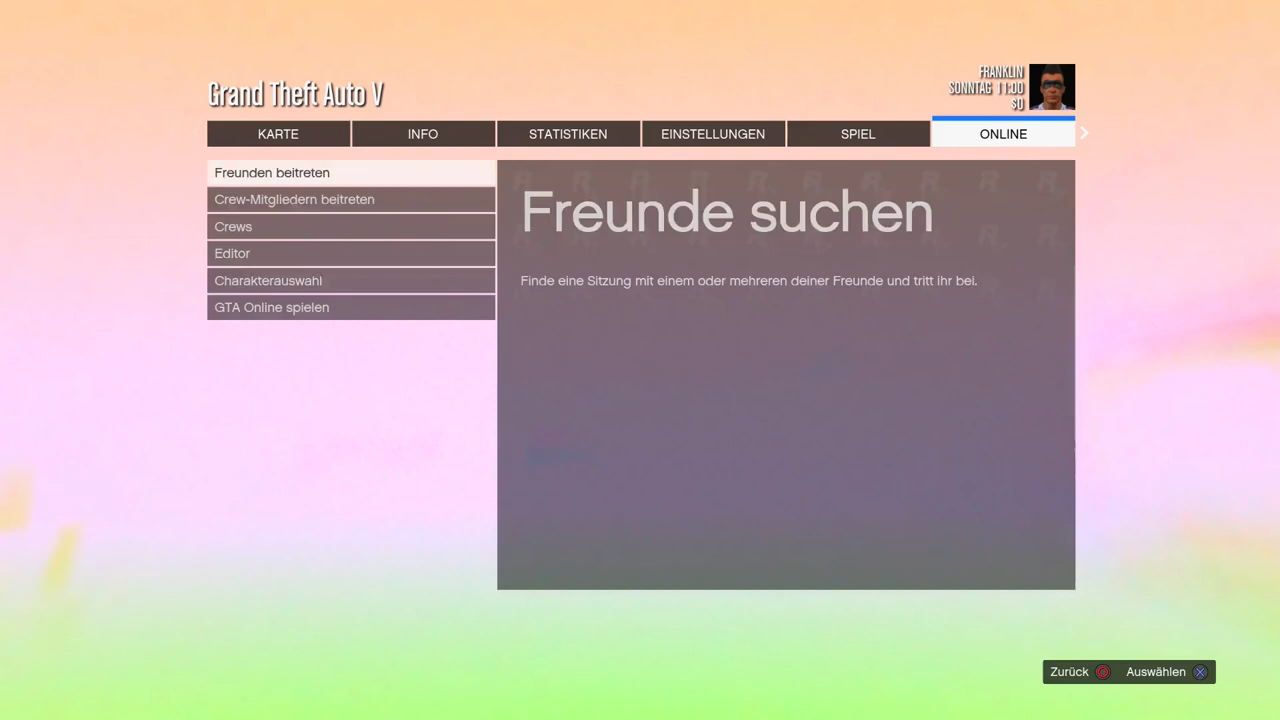 Grand Theft Auto V
FRANKLIN
SONNTAG 11:00
$0
KARTE
INFO
STATISTIKEN
EINSTELLUNGEN
SPIEL
ONLINE
Freunden beitreten
Crew-Mitgliedern beitreten
Crews
Editor
Charakterauswahl
GTA Online spielen
Freunde suchen
Finde eine Sitzung mit einem oder mehreren deiner Freunde und tritt ihr bei.
Zurück
Auswählen